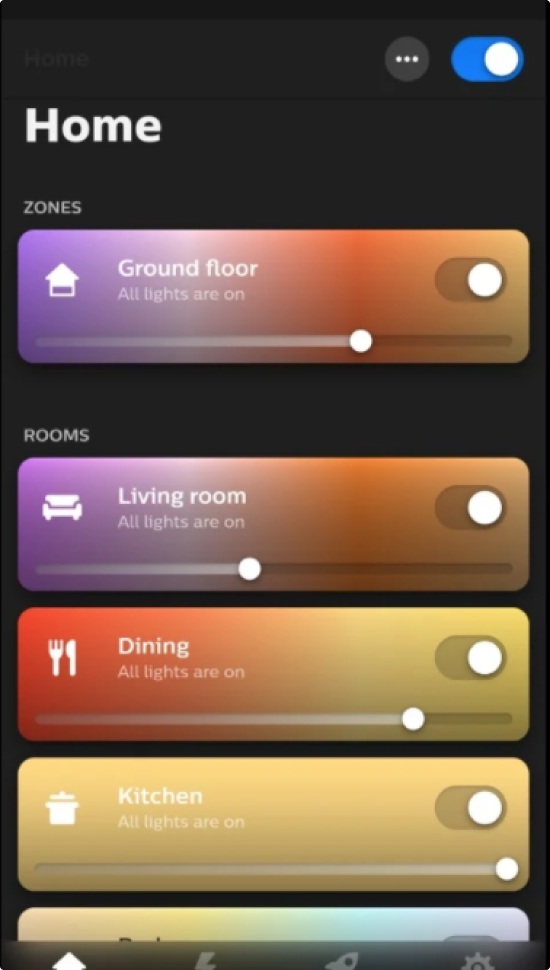 Home
Home
ZONES
Ground floor
All lights are on
ROOMS
Living room
All lights are on
Dining
All lights are on
Kitchen
All lights are on